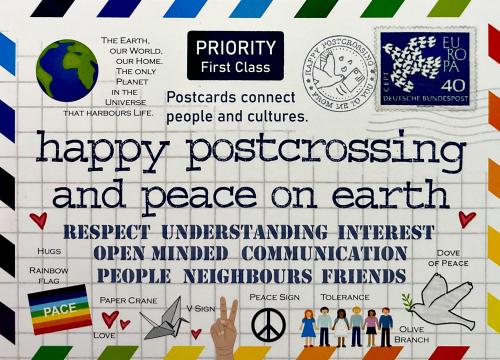 THE EARTH,
OUR WORLD,
OUR HOME.
THE ONLY
PLANET
IN THE
UNIVERSE
THAT HARBOURS LIFE.
PRIORITY
First Class
HAPPY POSTCROSSING
FROM ME TO YOU
EUROPA
CEPT
40
DEUTSCHE BUNDESPOST
Postcards connect
people and cultures.
happy postcrossing
and peace on earth
RESPECT UNDERSTANDING INTEREST
OPEN MINDED COMMUNICATION
PEOPLE NEIGHBOURS FRIENDS
HUGS
RAINBOW
FLAG
PACE
PAPER CRANE
LOVE
V SIGN
PEACE SIGN
TOLERANCE
DOVE
OF PEACE
OLIVE
BRANCH